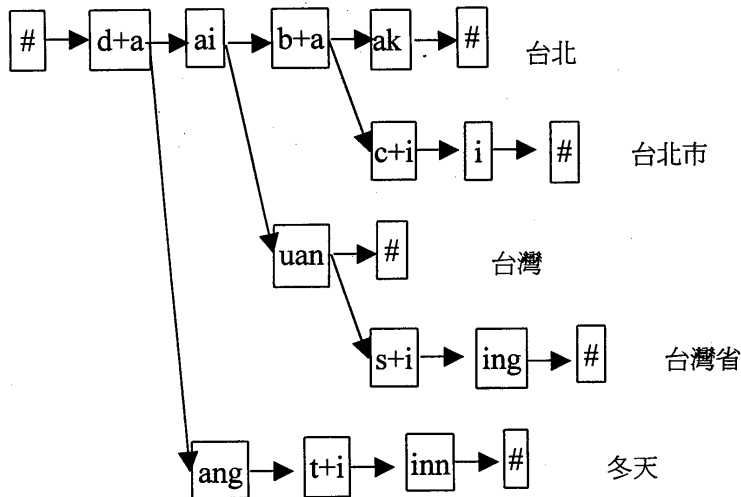 # d+a ai b+a ak # 台北
c+i i # 台北市
uan # 台灣
s+i ing # 台灣省
ang t+i inn # 冬天